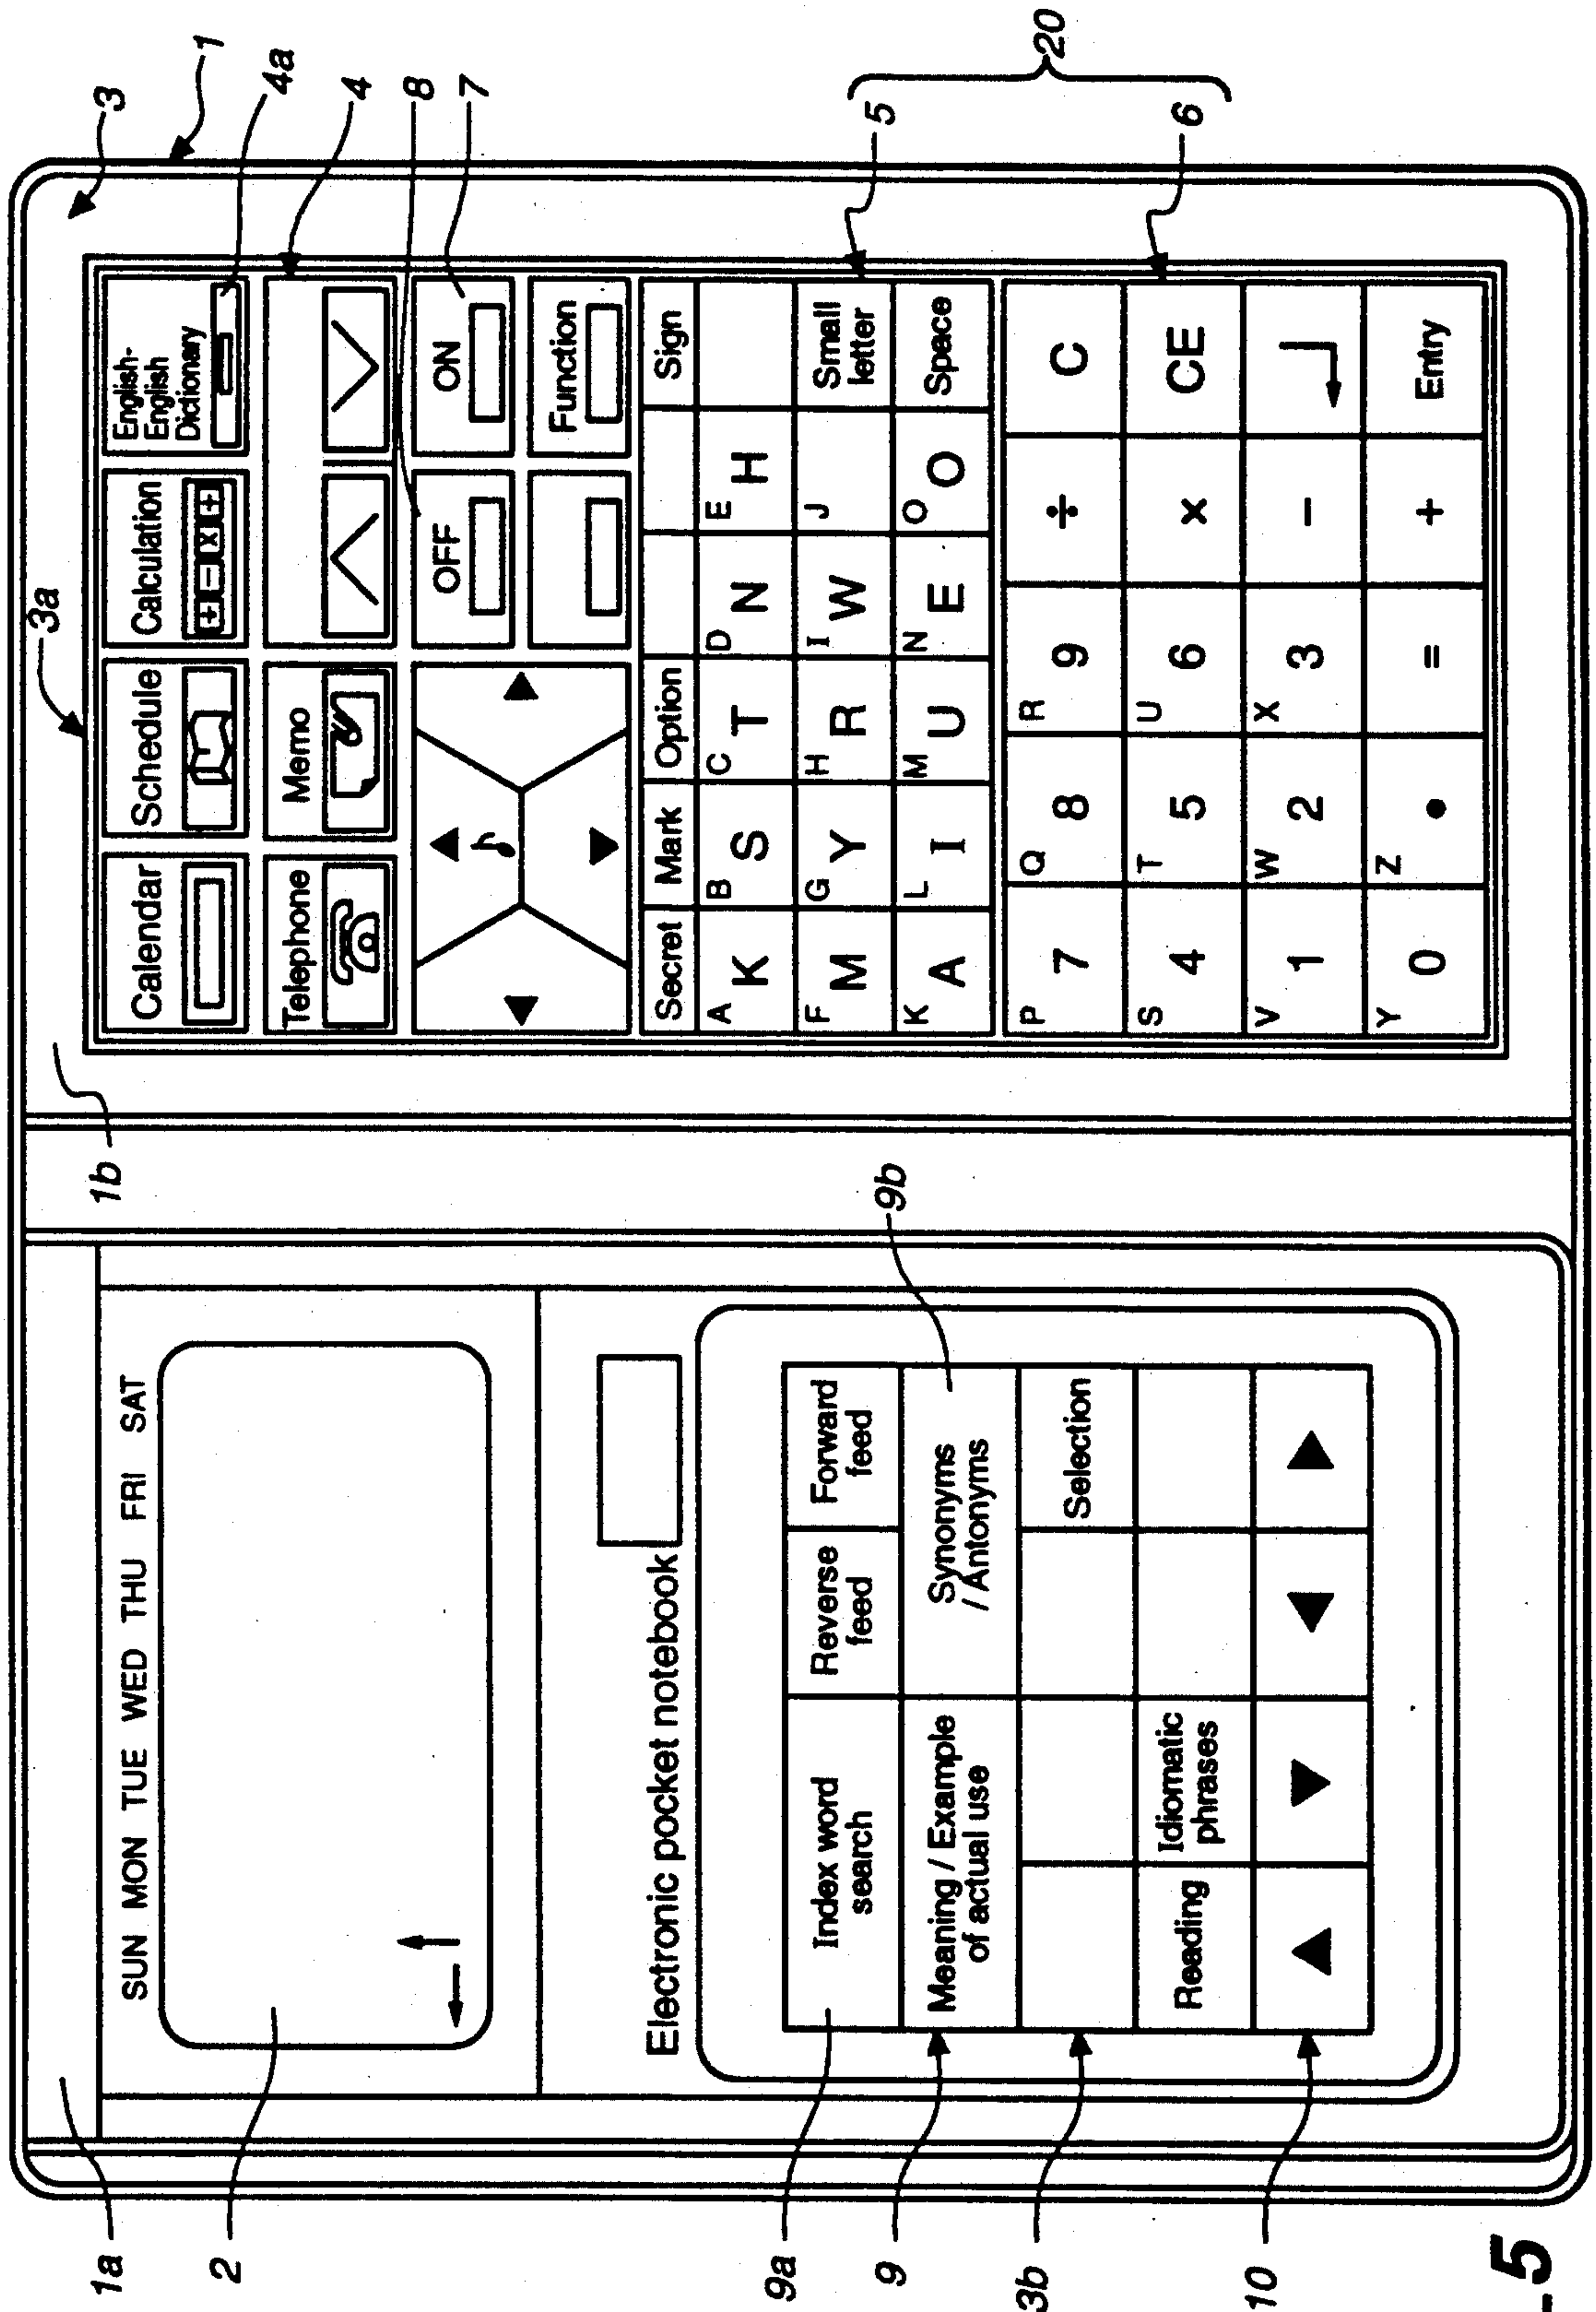 3a
3
1
4a
4
8
7
5
20
6
1b
1a
2
9b
9a
9
3b
10
SUN MON TUE WED THU FRI SAT
Electronic pocket notebook
Index word
search
Reverse
feed
Forward
feed
Meaning / Example
of actual use
Synonyms
/ Antonyms
Selection
Reading
Idiomatic
phrases
Calendar
Schedule
Calculation
+ − X ÷
English-
English
Dictionary
Telephone
Memo
OFF
ON
Function
Secret Mark Option Sign
A K B S C T D N E H
F M G Y H R I W J Small
letter
K A L I M U N E O O Space
P 7 Q 8 R 9 ÷ C
S 4 T 5 U 6 × CE
V 1 W 2 X 3 −
Y 0 Z • = + Entry
5